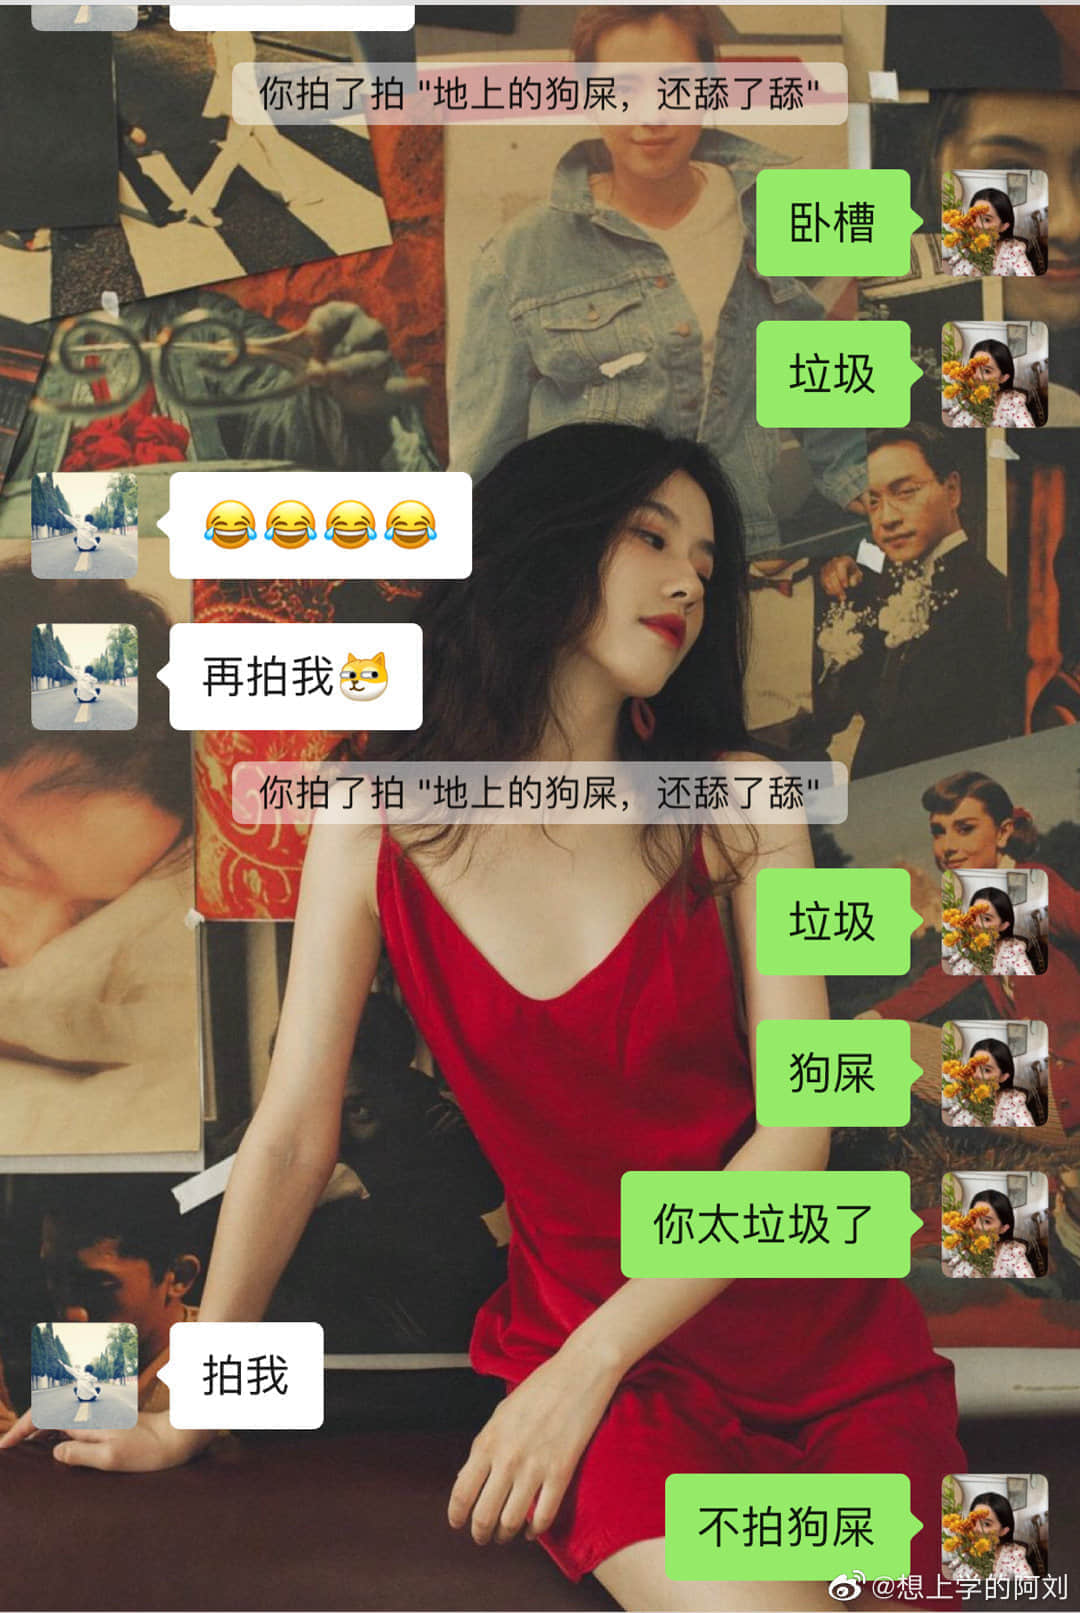 你拍了拍 "地上的狗屎，还舔了舔"
卧槽
垃圾
😂😂😂😂
再拍我
你拍了拍 "地上的狗屎，还舔了舔"
垃圾
狗屎
你太垃圾了
拍我
不拍狗屎
@想上学的阿刘